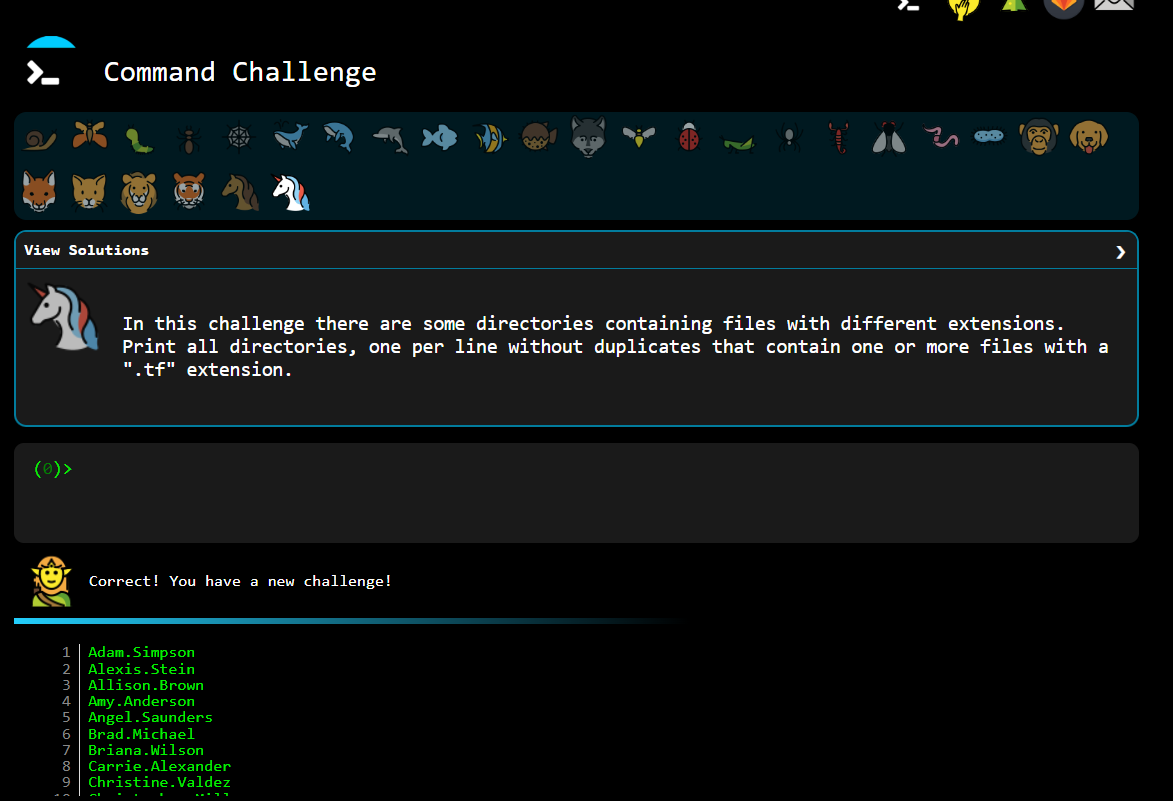 Command Challenge
View Solutions
In this challenge there are some directories containing files with different extensions.
Print all directories, one per line without duplicates that contain one or more files with a
".tf" extension.
(0)>
Correct! You have a new challenge!
1 Adam.Simpson
2 Alexis.Stein
3 Allison.Brown
4 Amy.Anderson
5 Angel.Saunders
6 Brad.Michael
7 Briana.Wilson
8 Carrie.Alexander
9 Christine.Valdez